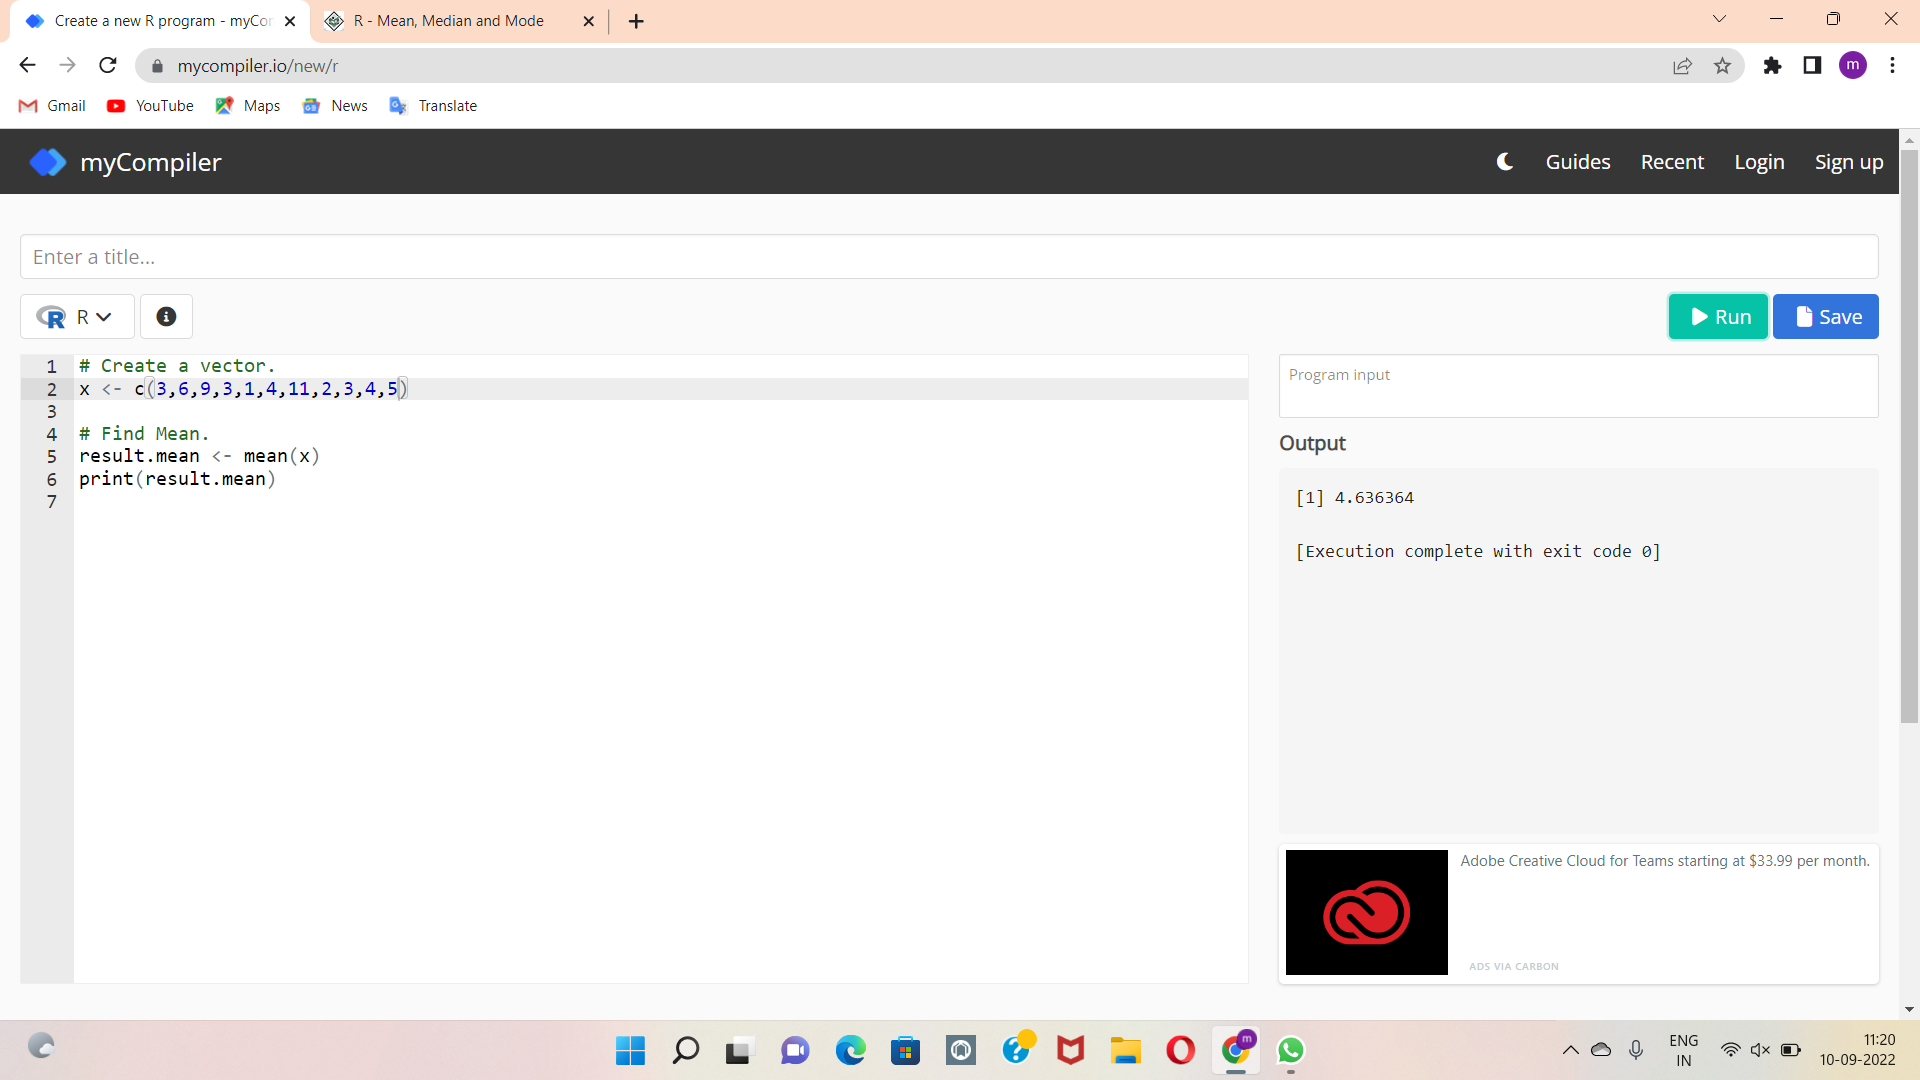 Create a new R program - myCor
R - Mean, Median and Mode
mycompiler.io/new/r
m
Gmail
YouTube
Maps
News
Translate
myCompiler
Guides
Recent
Login
Sign up
Enter a title...
R
Run
Save
1 # Create a vector.
2 x <- c(3,6,9,3,1,4,11,2,3,4,5)
3
4 # Find Mean.
5 result.mean <- mean(x)
6 print(result.mean)
7
Program input
Output
[1] 4.636364
[Execution complete with exit code 0]
Adobe Creative Cloud for Teams starting at $33.99 per month.
ADS VIA CARBON
m
ENG
IN
11:20
10-09-2022